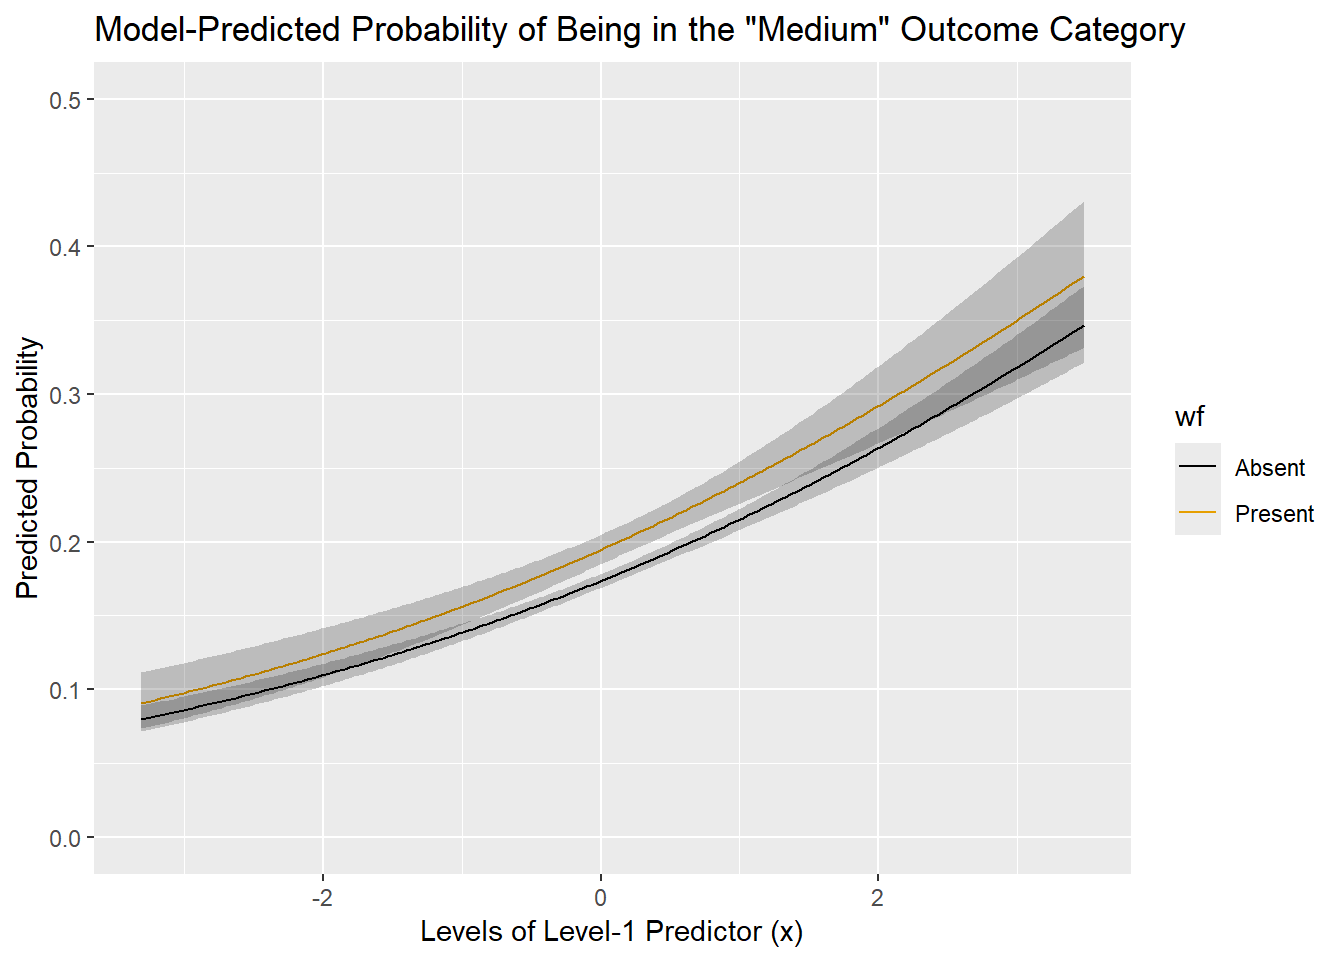 Model-Predicted Probability of Being in the "Medium" Outcome Category
0.5
0.4
0.3
0.2
0.1
0.0
Predicted Probability
-2
0
2
Levels of Level-1 Predictor (x)
wf
Absent
Present